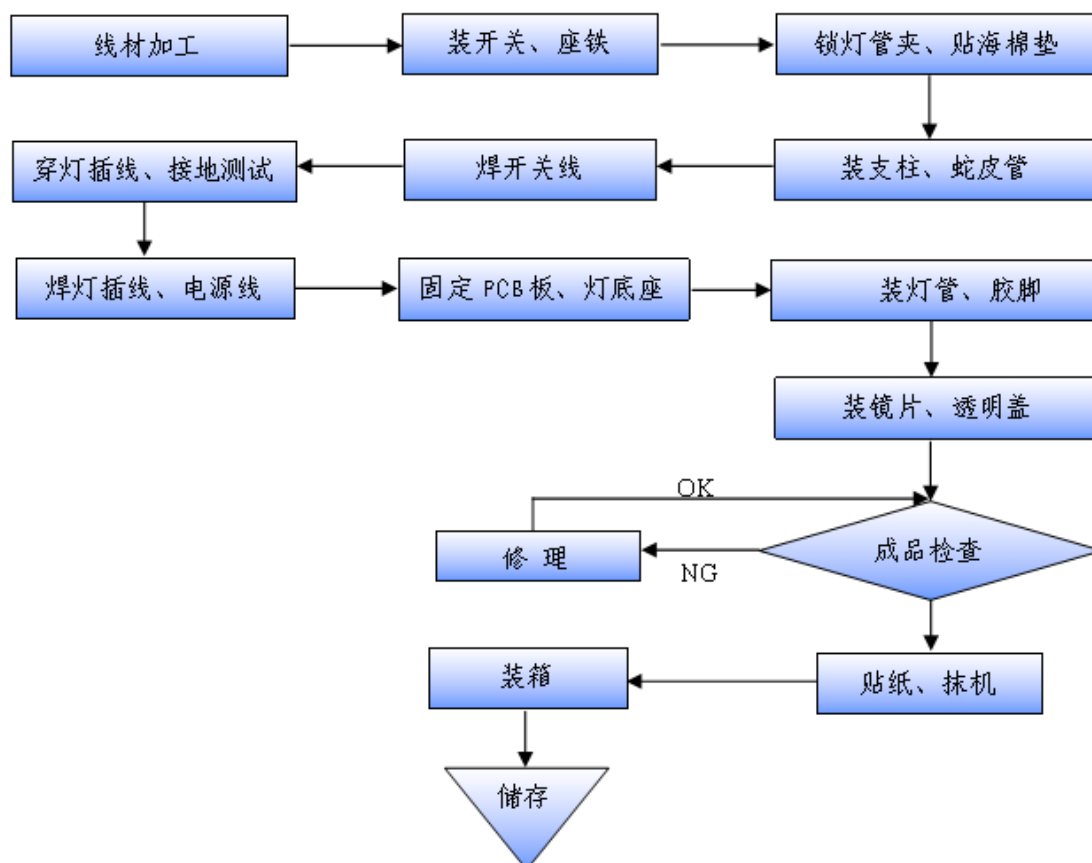 线材加工
装开关、座铁
锁灯管夹、贴海棉垫
装支柱、蛇皮管
焊开关线
穿灯插线、接地测试
焊灯插线、电源线
固定PCB板、灯底座
装灯管、胶脚
装镜片、透明盖
OK
成品检查
修 理
NG
贴纸、抹机
装箱
储存